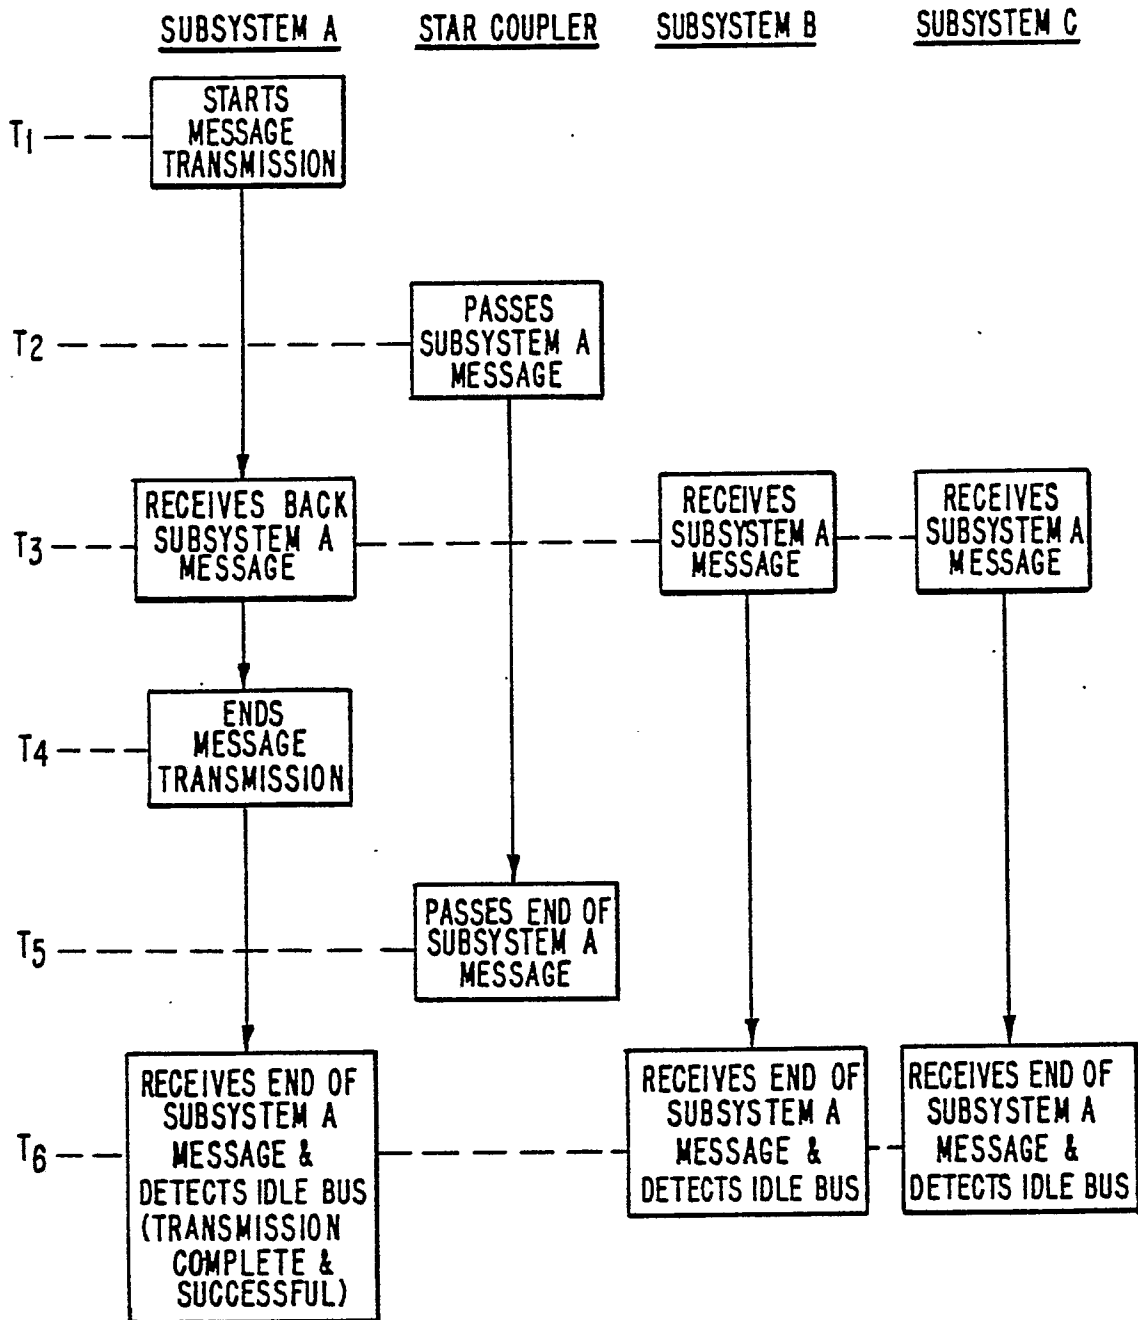 SUBSYSTEM A STAR COUPLER SUBSYSTEM B SUBSYSTEM C
T1
STARTS
MESSAGE
TRANSMISSION
T2
PASSES
SUBSYSTEM A
MESSAGE
T3
RECEIVES BACK
SUBSYSTEM A
MESSAGE
RECEIVES
SUBSYSTEM A
MESSAGE
RECEIVES
SUBSYSTEM A
MESSAGE
T4
ENDS
MESSAGE
TRANSMISSION
T5
PASSES END OF
SUBSYSTEM A
MESSAGE
T6
RECEIVES END OF
SUBSYSTEM A
MESSAGE &
DETECTS IDLE BUS
(TRANSMISSION
COMPLETE &
SUCCESSFUL)
RECEIVES END OF
SUBSYSTEM A
MESSAGE &
DETECTS IDLE BUS
RECEIVES END OF
SUBSYSTEM A
MESSAGE &
DETECTS IDLE BUS